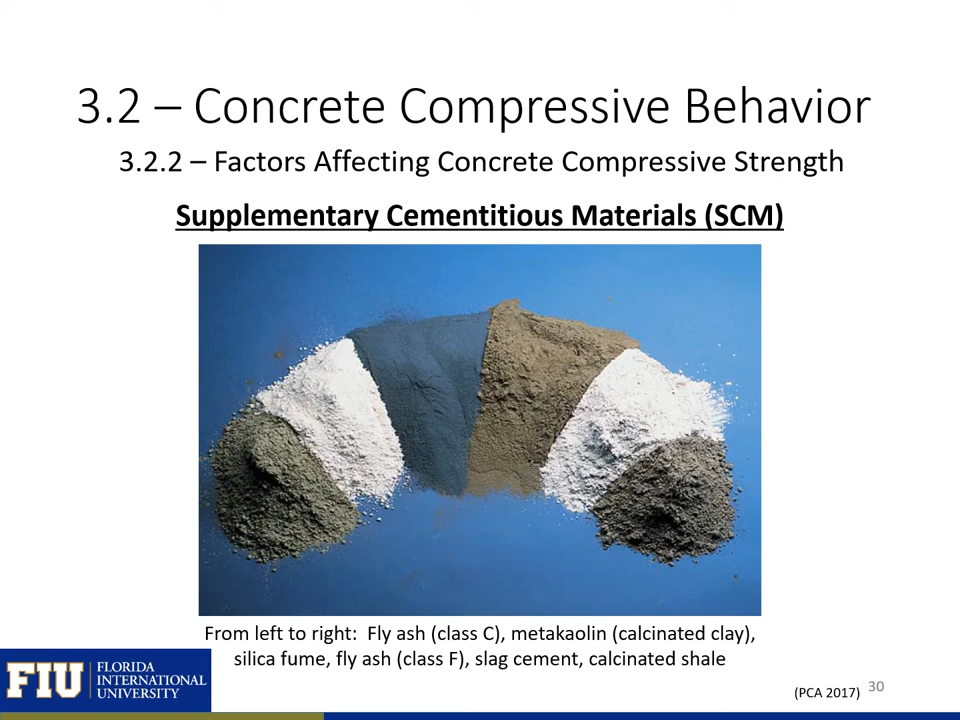 3.2 – Concrete Compressive Behavior
3.2.2 – Factors Affecting Concrete Compressive Strength
Supplementary Cementitious Materials (SCM)
From left to right:  Fly ash (class C), metakaolin (calcinated clay),
silica fume, fly ash (class F), slag cement, calcinated shale
FIU
FLORIDA
INTERNATIONAL
UNIVERSITY
(PCA 2017)
30